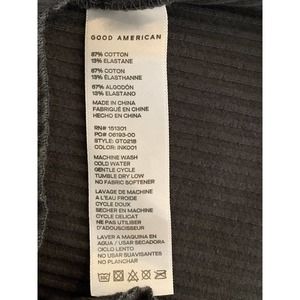 GOOD AMERICAN
87% COTTON
13% ELASTANE
87% COTON
13% ELASTHANNE
87% ALGODÓN
13% ELASTANO
MADE IN CHINA
FABRIQUÉ EN CHINE
HECHO EN CHINA
RN# 151301
PO# 06193-00
STYLE: GTO218
COLOR: INK001
MACHINE WASH
COLD WATER
GENTLE CYCLE
TUMBLE DRY LOW
NO FABRIC SOFTENER
LAVAGE DE MACHINE
A L'EAU FROIDE
CYCLE DOUX
SECHER EN MACHINE
CYCLE DELICAT
NE PAS UTILISER
D'ADOUCISSEUR
LAVER A MAQUINA EN
AGUA / USAR SECADORA
CICLO LENTO
NO USAR SUAVISANTES
NO PLANCHAR